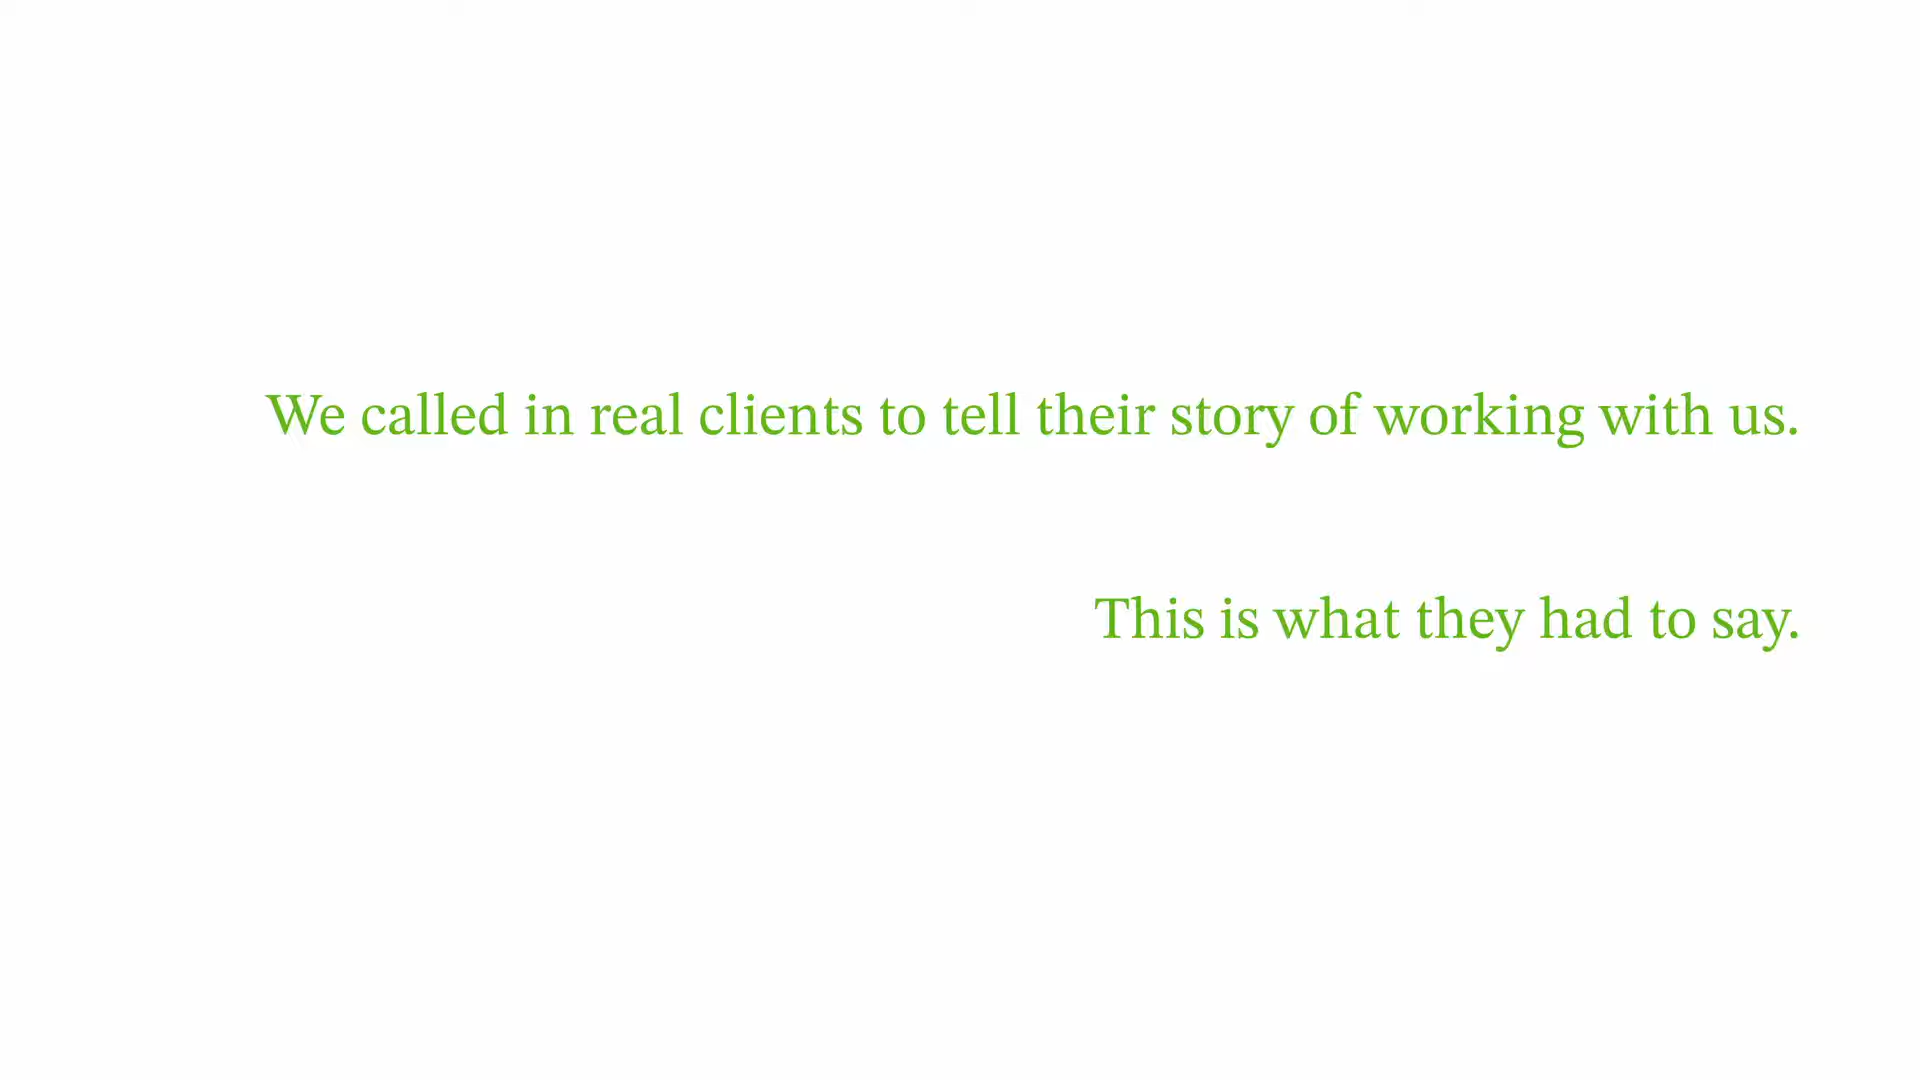 We called in real clients to tell their story of working with us.
This is what they had to say.